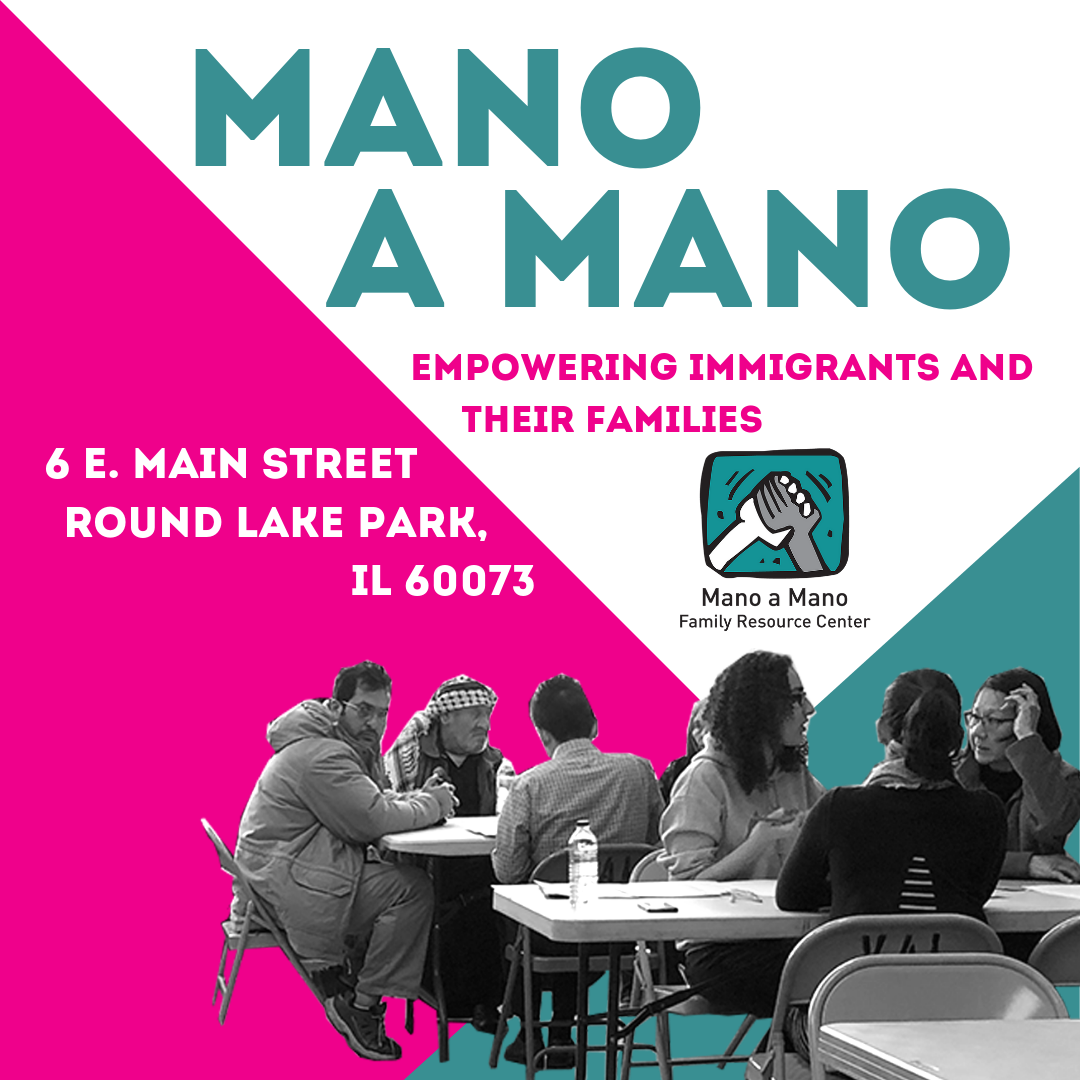 MANO
A MANO
EMPOWERING IMMIGRANTS AND
THEIR FAMILIES
6 E. MAIN STREET
ROUND LAKE PARK,
IL 60073
Mano a Mano
Family Resource Center